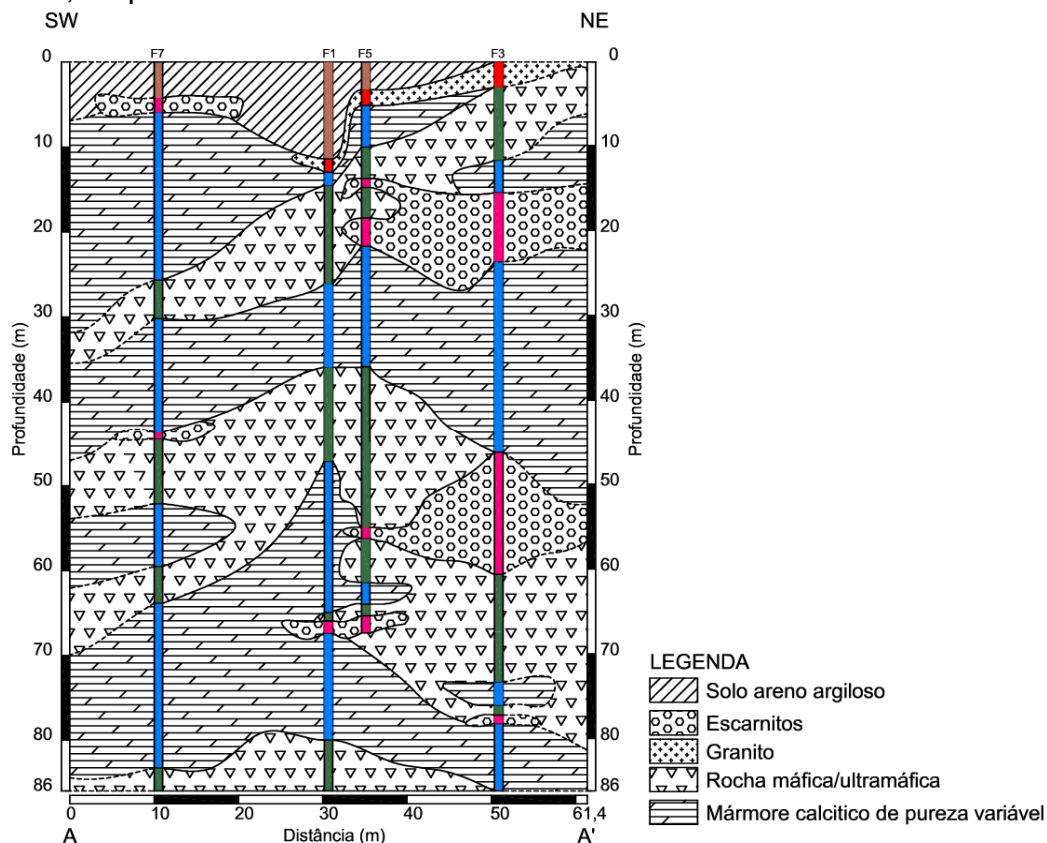 SW NE
F7 F1 F5 F3
0 0
10 10
20 20
30 30
40 40
50 50
60 60
70 70
80 80
86 86
Profundidade (m)
Profundidade (m)
0 10 20 30 40 50 61,4
A Distância (m) A'
LEGENDA
Solo areno argiloso
Escarnitos
Granito
Rocha máfica/ultramáfica
Mármore calcitico de pureza variável